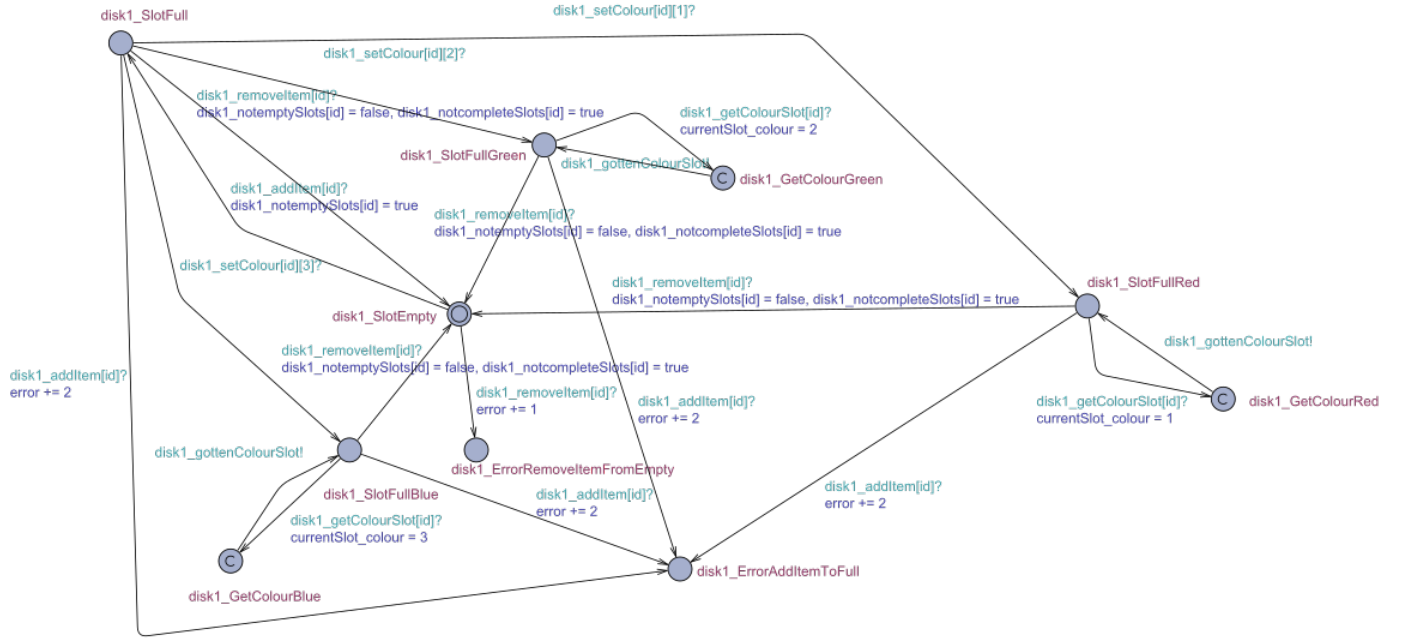 disk1_setColour[id][1]?
disk1_SlotFull
disk1_setColour[id][2]?
disk1_removeItem[id]?
disk1_notemptySlots[id] = false, disk1_notcompleteSlots[id] = true
disk1_getColourSlot[id]?
currentSlot_colour = 2
disk1_SlotFullGreen
disk1_gottenColourSlot!
C
disk1_GetColourGreen
disk1_addItem[id]?
disk1_notemptySlots[id] = true
disk1_removeItem[id]?
disk1_notemptySlots[id] = false, disk1_notcompleteSlots[id] = true
disk1_setColour[id][3]?
disk1_removeItem[id]?
disk1_notemptySlots[id] = false, disk1_notcompleteSlots[id] = true
disk1_SlotFullRed
disk1_SlotEmpty
disk1_gottenColourSlot!
disk1_removeItem[id]?
disk1_notemptySlots[id] = false, disk1_notcompleteSlots[id] = true
disk1_addItem[id]?
error += 2
disk1_removeItem[id]?
error += 1
disk1_addItem[id]?
error += 2
disk1_getColourSlot[id]?
currentSlot_colour = 1
C
disk1_GetColourRed
disk1_gottenColourSlot!
disk1_ErrorRemoveItemFromEmpty
disk1_SlotFullBlue
disk1_addItem[id]?
error += 2
disk1_addItem[id]?
error += 2
disk1_getColourSlot[id]?
currentSlot_colour = 3
C
disk1_GetColourBlue
disk1_ErrorAddItemToFull